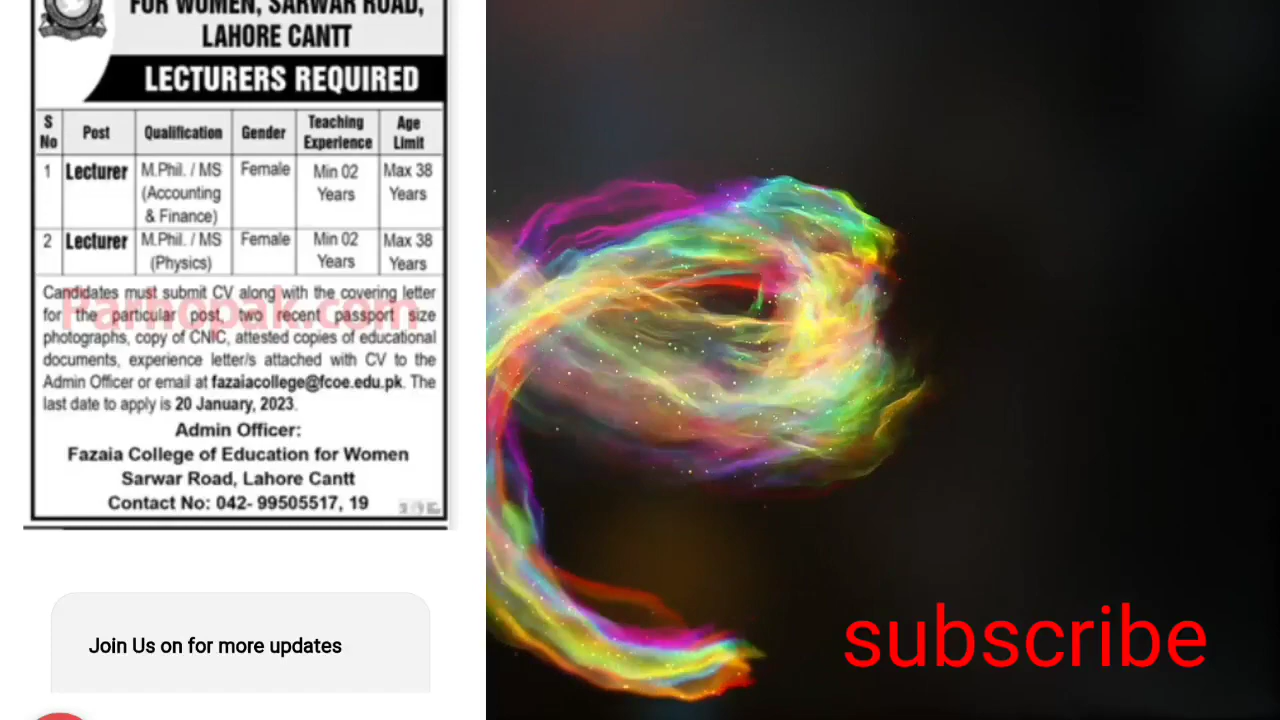 FOR WOMEN, SARWAR ROAD,
LAHORE CANTT
LECTURERS REQUIRED
S No Post Qualification Gender Teaching Experience Age Limit
1 Lecturer M.Phil. / MS (Accounting & Finance) Female Min 02 Years Max 38 Years
2 Lecturer M.Phil. / MS (Physics) Female Min 02 Years Max 38 Years
Candidates must submit CV along with the covering letter
for the particular post, two recent passport size
photographs, copy of CNIC, attested copies of educational
documents, experience letter/s attached with CV to the
Admin Officer or email at fazaiacollege@fcoe.edu.pk. The
last date to apply is 20 January, 2023.
Admin Officer:
Fazaia College of Education for Women
Sarwar Road, Lahore Cantt
Contact No: 042- 99505517, 19
Join Us on for more updates
subscribe